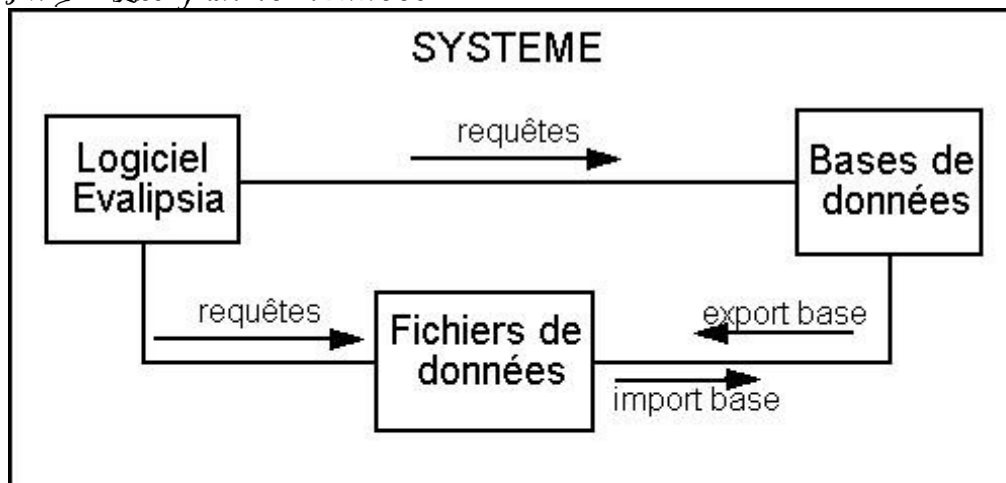 SYSTEME
requêtes
Logiciel
Evalipsia
Bases de
données
requêtes
Fichiers de
données
export base
import base